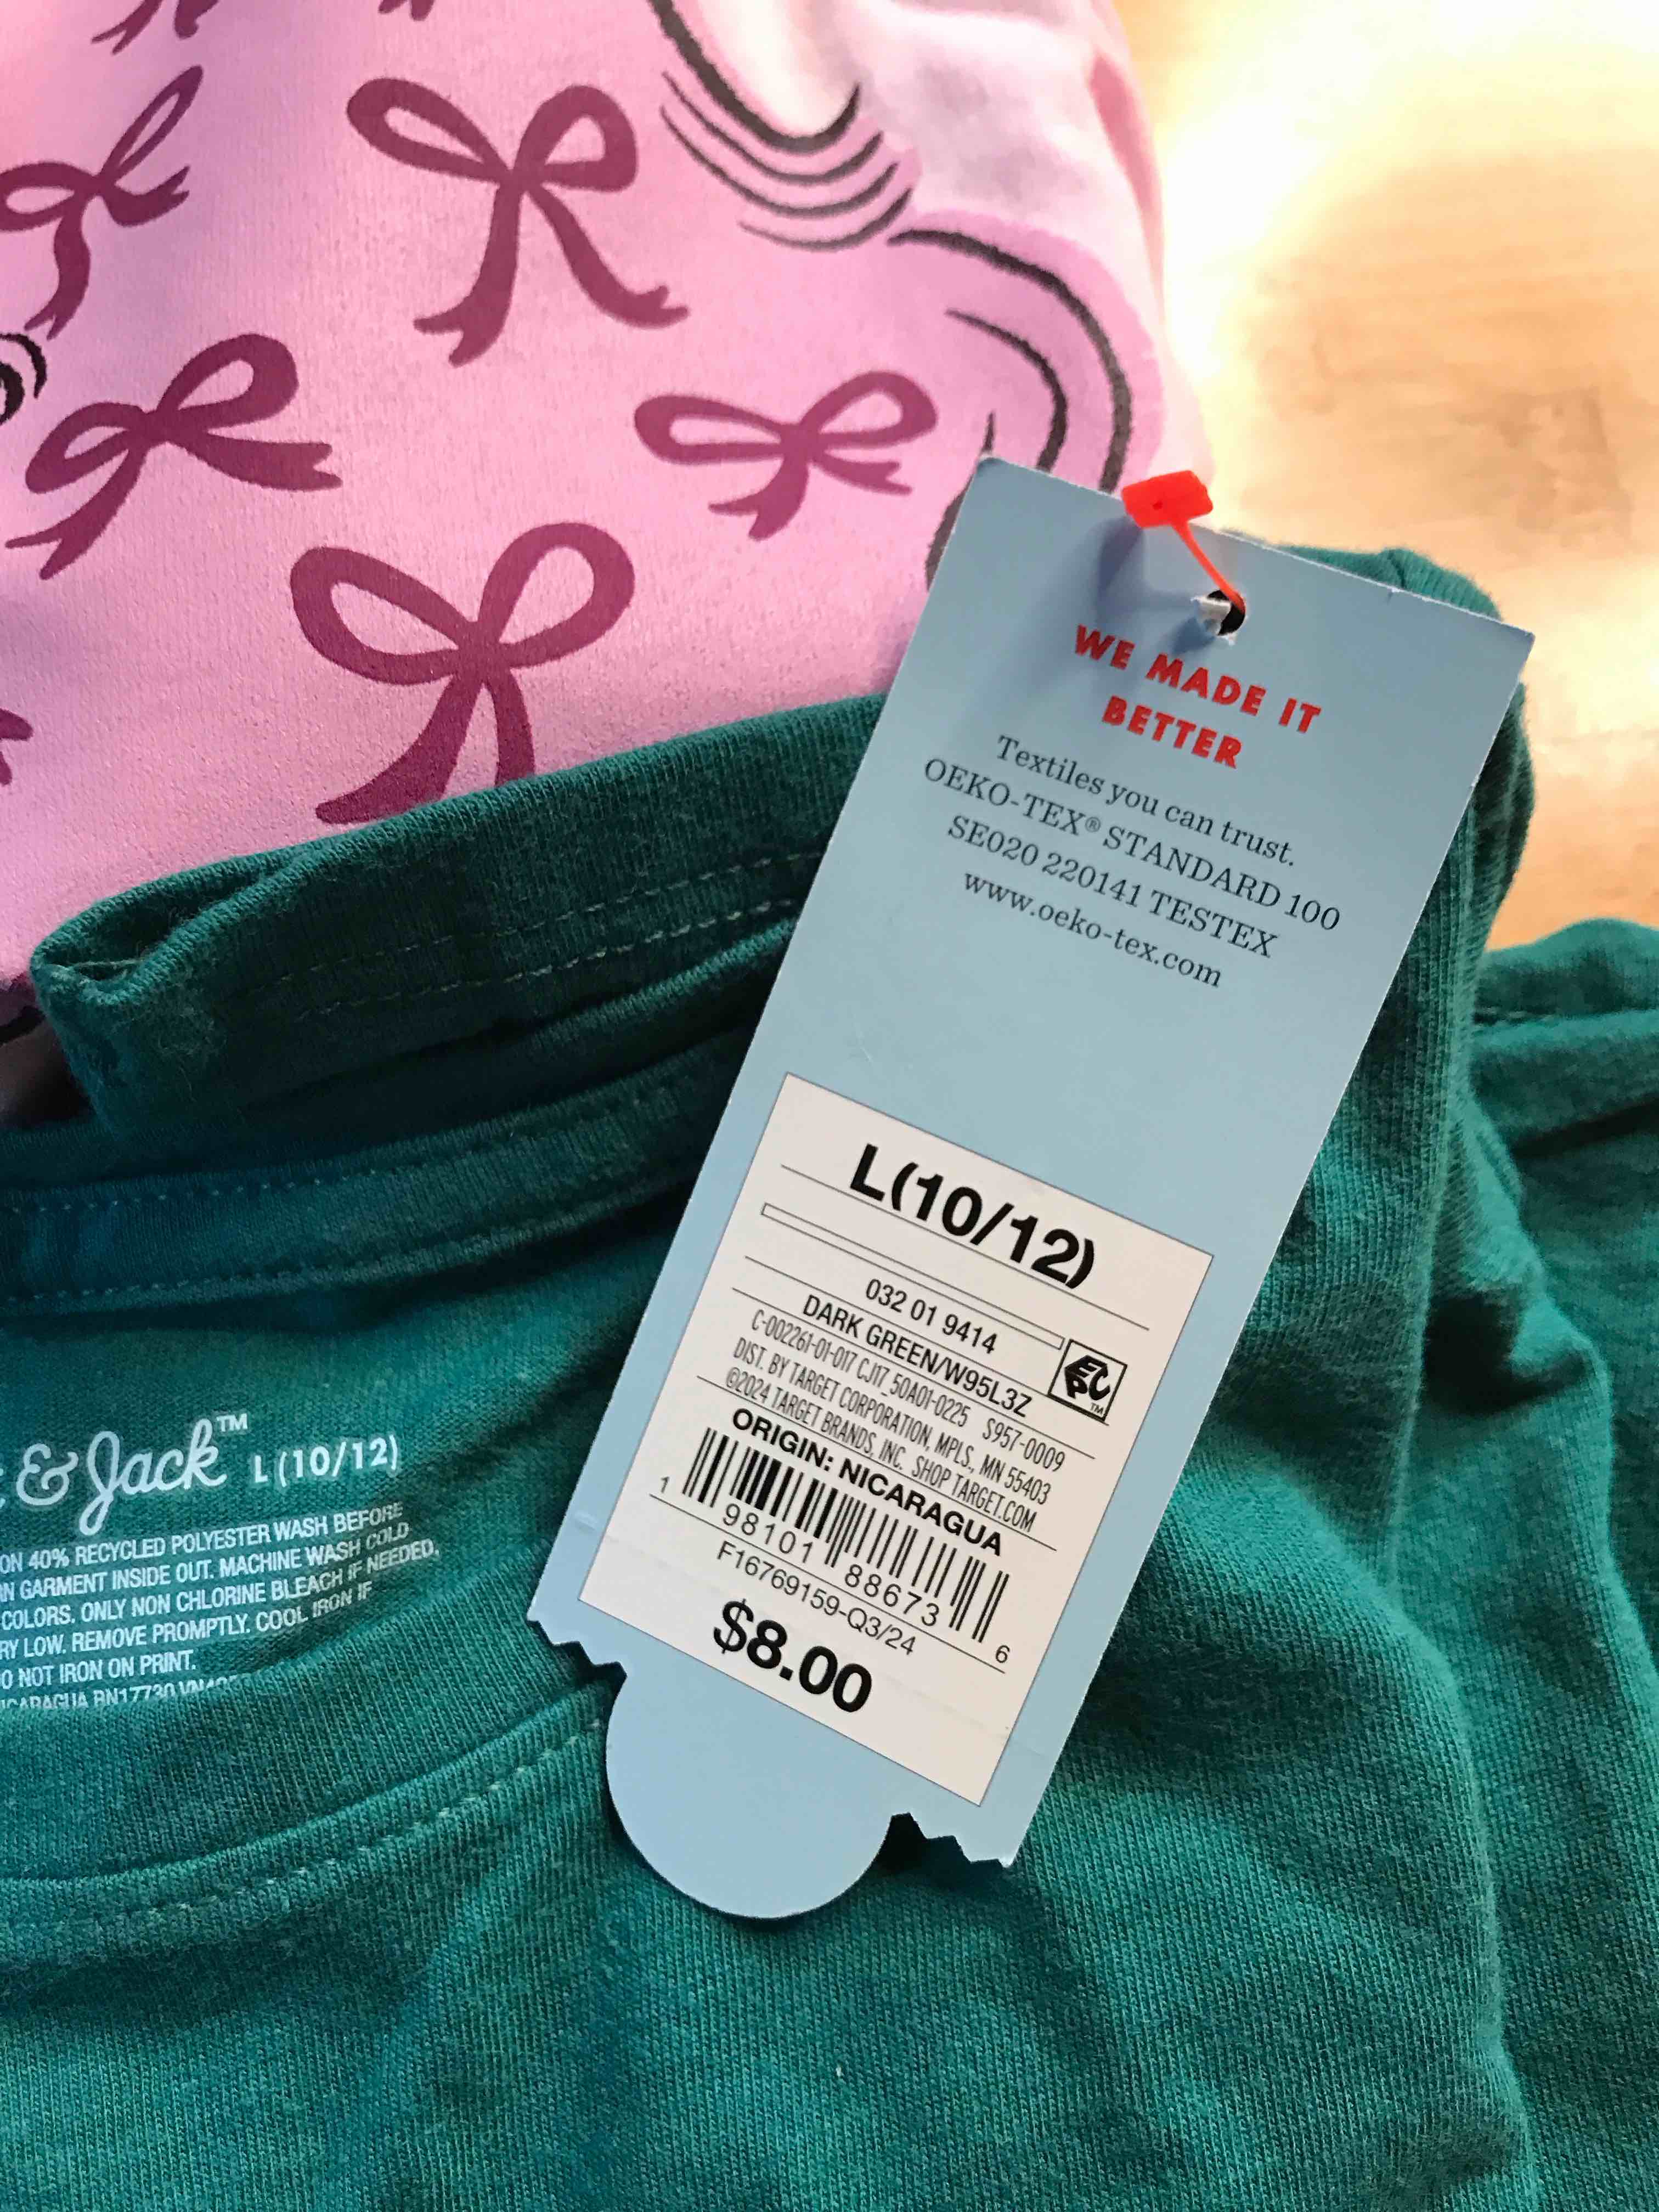 WE MADE IT
BETTER
Textiles you can trust.
OEKO-TEX® STANDARD 100
SE020 220141 TESTEX
www.oeko-tex.com
L(10/12)
032 01 9414
DARK GREEN/W95L3Z
C-002261-01-017 CJ17_50A01-0225 S957-0009
DIST. BY TARGET CORPORATION, MPLS., MN 55403
©2024 TARGET BRANDS, INC. SHOP TARGET.COM
ORIGIN: NICARAGUA
EPC™
1 98101 88673 6
F16769159-Q3/24
$8.00
& Jack™ L(10/12)
ON 40% RECYCLED POLYESTER WASH BEFORE
N GARMENT INSIDE OUT. MACHINE WASH COLD
COLORS. ONLY NON CHLORINE BLEACH IF NEEDED,
RY LOW. REMOVE PROMPTLY. COOL IRON IF
O NOT IRON ON PRINT.
ICARAGUA RN17730